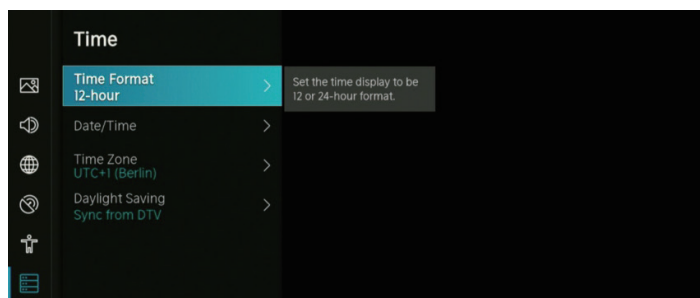 Time
Time Format
12-hour
Set the time display to be
12 or 24-hour format.
Date/Time
Time Zone
UTC+1 (Berlin)
Daylight Saving
Sync from DTV